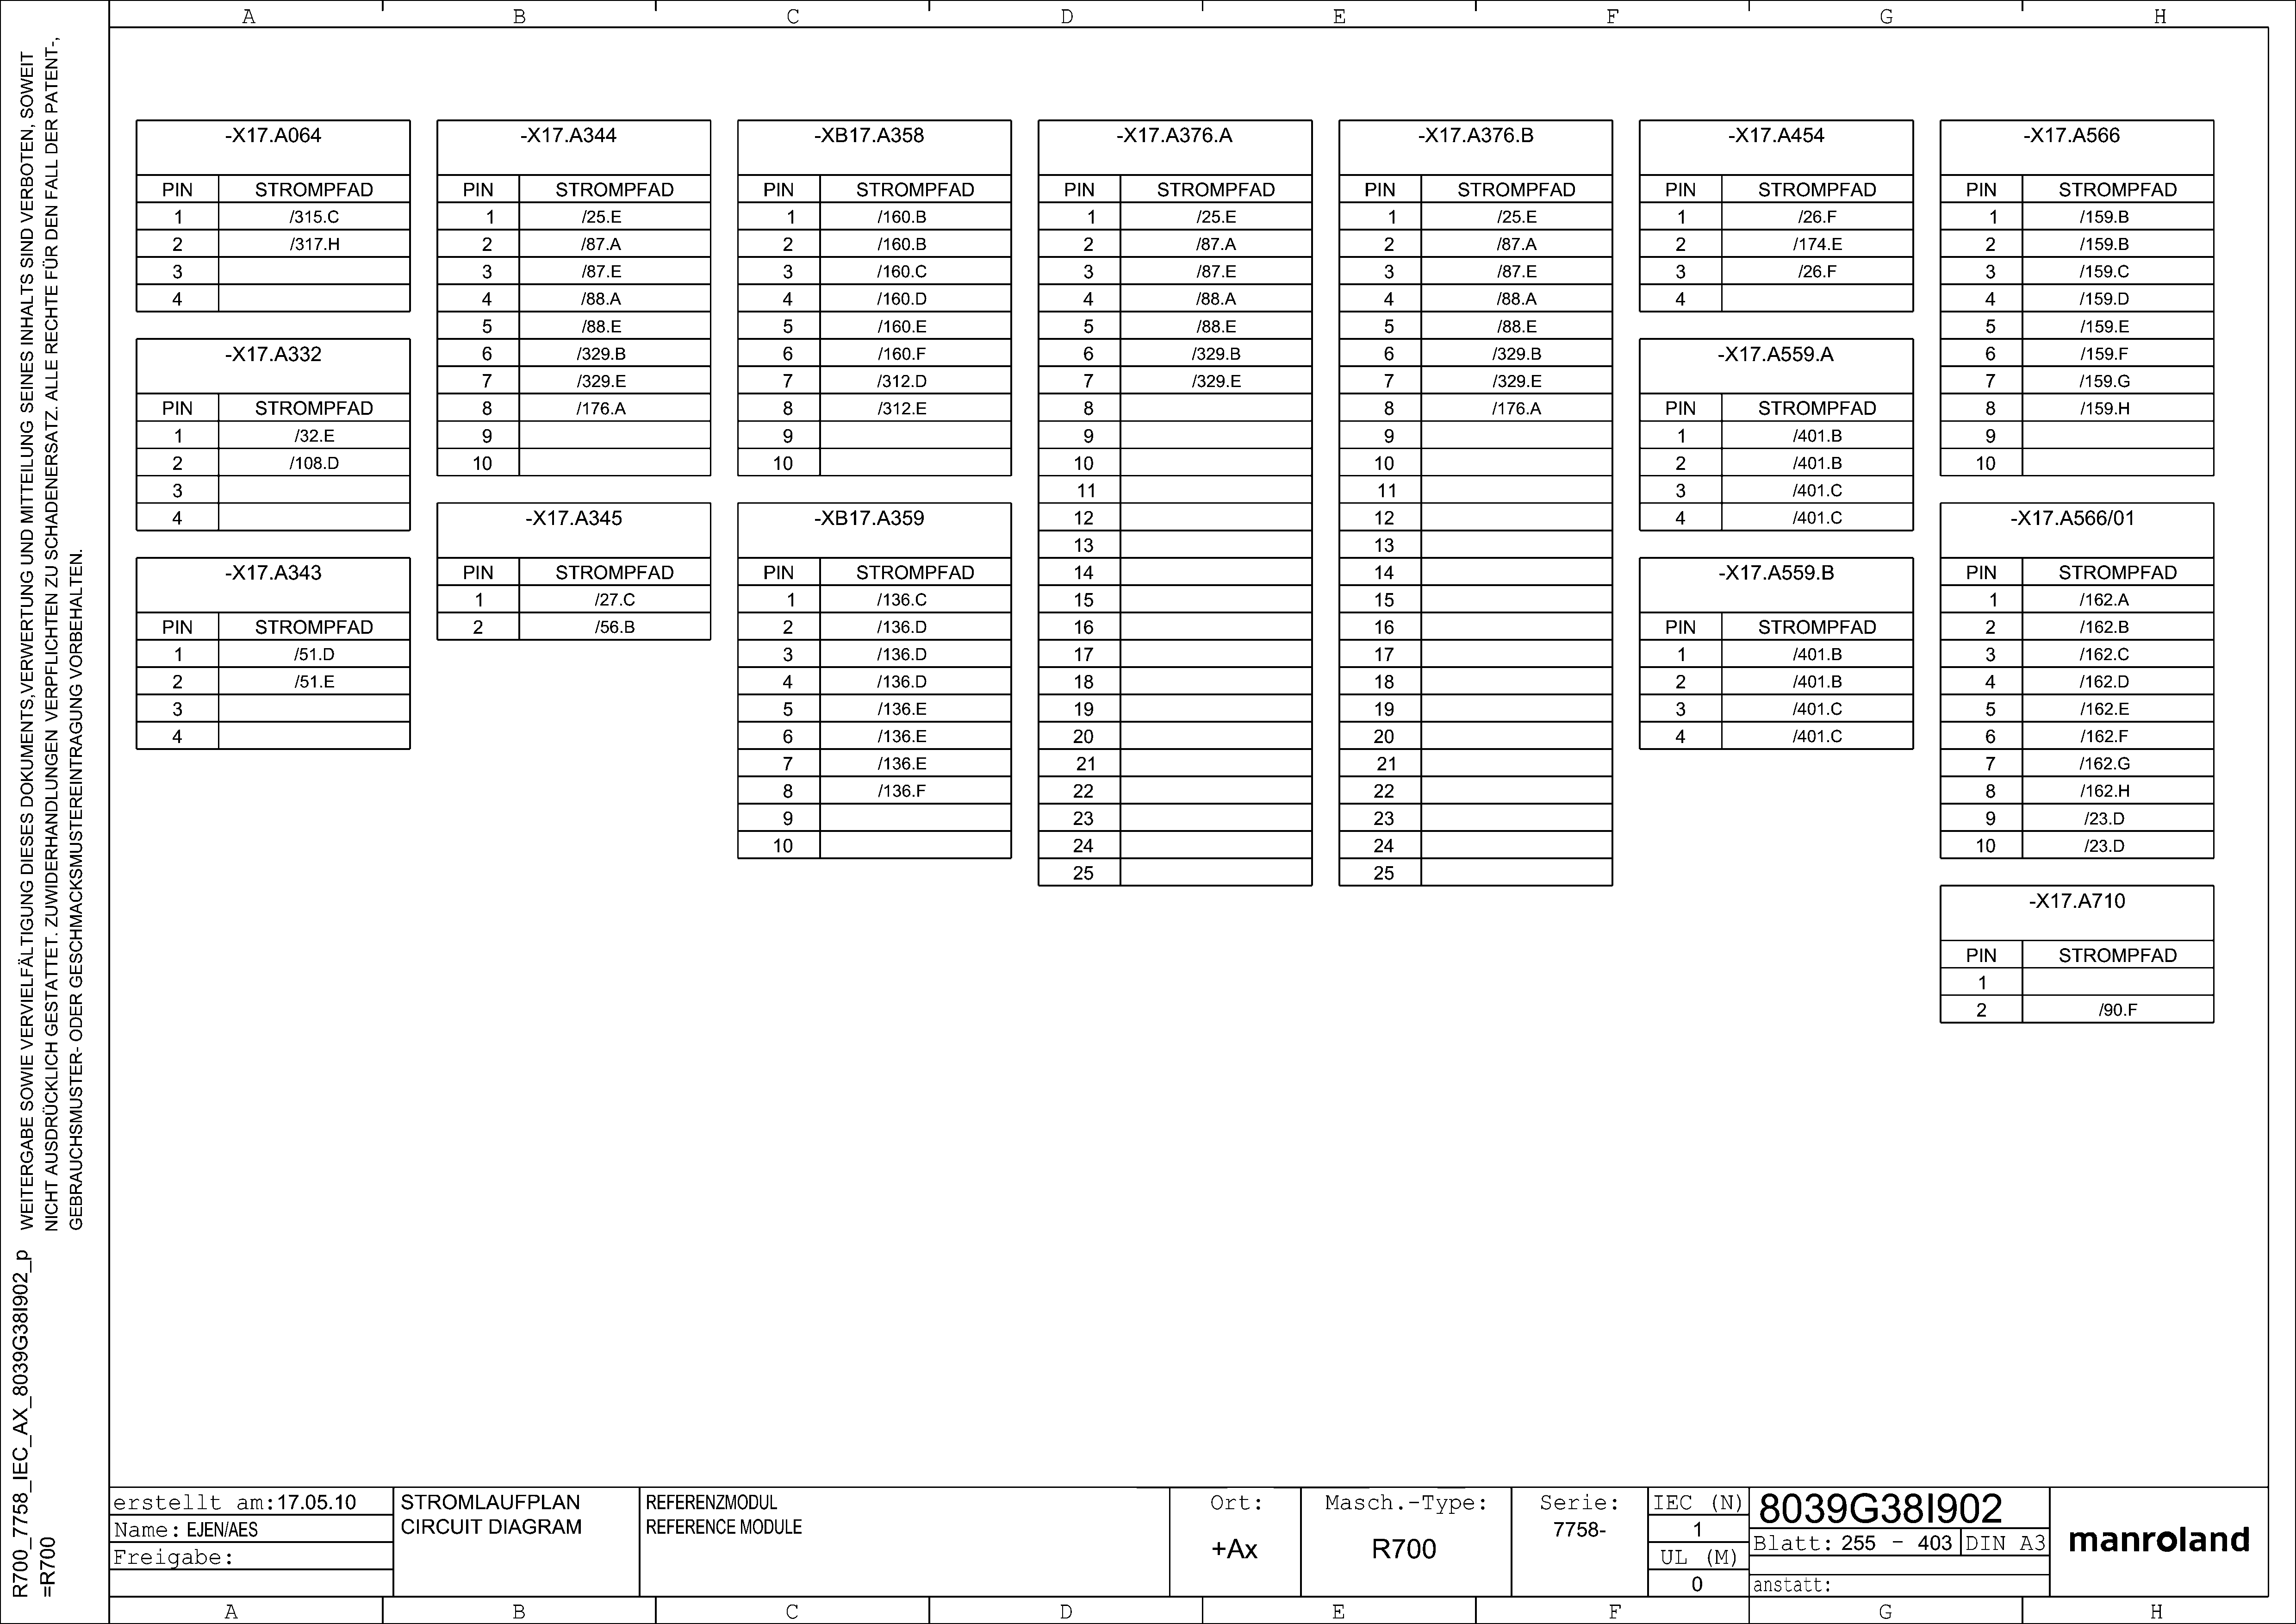 A B C D E F G H
-X17.A064
PIN STROMPFAD
1 /315.C
2 /317.H
3
4
-X17.A332
PIN STROMPFAD
1 /32.E
2 /108.D
3
4
-X17.A343
PIN STROMPFAD
1 /51.D
2 /51.E
3
4
-X17.A344
PIN STROMPFAD
1 /25.E
2 /87.A
3 /87.E
4 /88.A
5 /88.E
6 /329.B
7 /329.E
8 /176.A
9
10
-X17.A345
PIN STROMPFAD
1 /27.C
2 /56.B
-XB17.A358
PIN STROMPFAD
1 /160.B
2 /160.B
3 /160.C
4 /160.D
5 /160.E
6 /160.F
7 /312.D
8 /312.E
9
10
-XB17.A359
PIN STROMPFAD
1 /136.C
2 /136.D
3 /136.D
4 /136.D
5 /136.E
6 /136.E
7 /136.E
8 /136.F
9
10
-X17.A376.A
PIN STROMPFAD
1 /25.E
2 /87.A
3 /87.E
4 /88.A
5 /88.E
6 /329.B
7 /329.E
8
9
10
11
12
13
14
15
16
17
18
19
20
21
22
23
24
25
-X17.A376.B
PIN STROMPFAD
1 /25.E
2 /87.A
3 /87.E
4 /88.A
5 /88.E
6 /329.B
7 /329.E
8 /176.A
9
10
11
12
13
14
15
16
17
18
19
20
21
22
23
24
25
-X17.A454
PIN STROMPFAD
1 /26.F
2 /174.E
3 /26.F
4
-X17.A559.A
PIN STROMPFAD
1 /401.B
2 /401.B
3 /401.C
4 /401.C
-X17.A559.B
PIN STROMPFAD
1 /401.B
2 /401.B
3 /401.C
4 /401.C
-X17.A566
PIN STROMPFAD
1 /159.B
2 /159.B
3 /159.C
4 /159.D
5 /159.E
6 /159.F
7 /159.G
8 /159.H
9
10
-X17.A566/01
PIN STROMPFAD
1 /162.A
2 /162.B
3 /162.C
4 /162.D
5 /162.E
6 /162.F
7 /162.G
8 /162.H
9 /23.D
10 /23.D
-X17.A710
PIN STROMPFAD
1
2 /90.F
WEITERGABE SOWIE VERVIELFÄLTIGUNG DIESES DOKUMENTS,VERWERTUNG UND MITTEILUNG SEINES INHALTS SIND VERBOTEN, SOWEIT
NICHT AUSDRÜCKLICH GESTATTET. ZUWIDERHANDLUNGEN VERPFLICHTEN ZU SCHADENERSATZ. ALLE RECHTE FÜR DEN FALL DER PATENT-,
GEBRAUCHSMUSTER- ODER GESCHMACKSMUSTEREINTRAGUNG VORBEHALTEN.
R700_7758_IEC_AX_8039G38I902_p
=R700
erstellt am:17.05.10
Name: EJEN/AES
Freigabe:
STROMLAUFPLAN
CIRCUIT DIAGRAM
REFERENZMODUL
REFERENCE MODULE
Ort:
+Ax
Masch.-Type:
R700
Serie:
7758-
IEC (N)
1
UL (M)
0
8039G38I902
Blatt: 255 - 403 DIN A3
anstatt:
manroland
A B C D E F G H